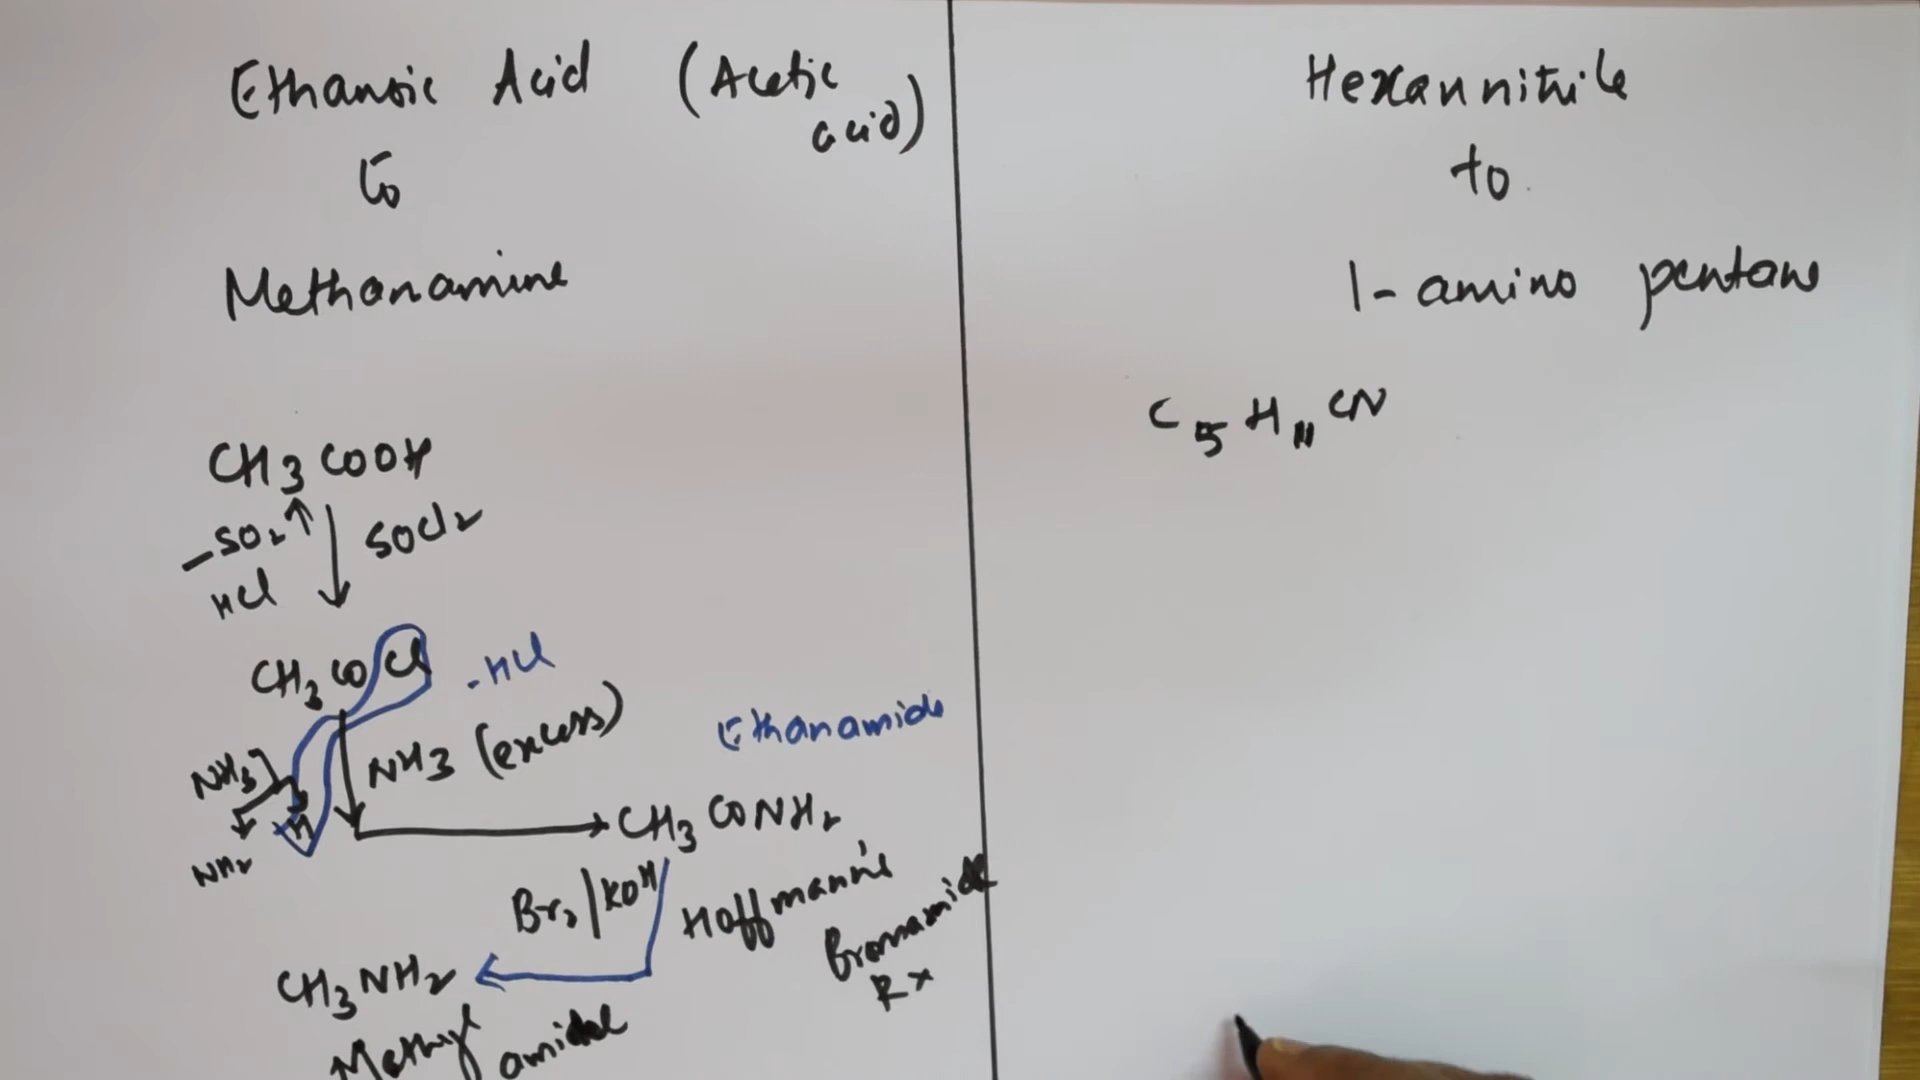 Ethanoic Acid (Acetic acid)
to
Methanamine
CH3COOH
-SO2↑
SOCl2
HCl
CH3COCl
-HCl
NH3
NH3 (excess)
H
NH2
Ethanamide
CH3CONH2
Br2/KOH
Hoffmann's
Bromamide
Rx
CH3NH2
Methyl
Hexannitrile
to
1-amino pentane
C5H11CN